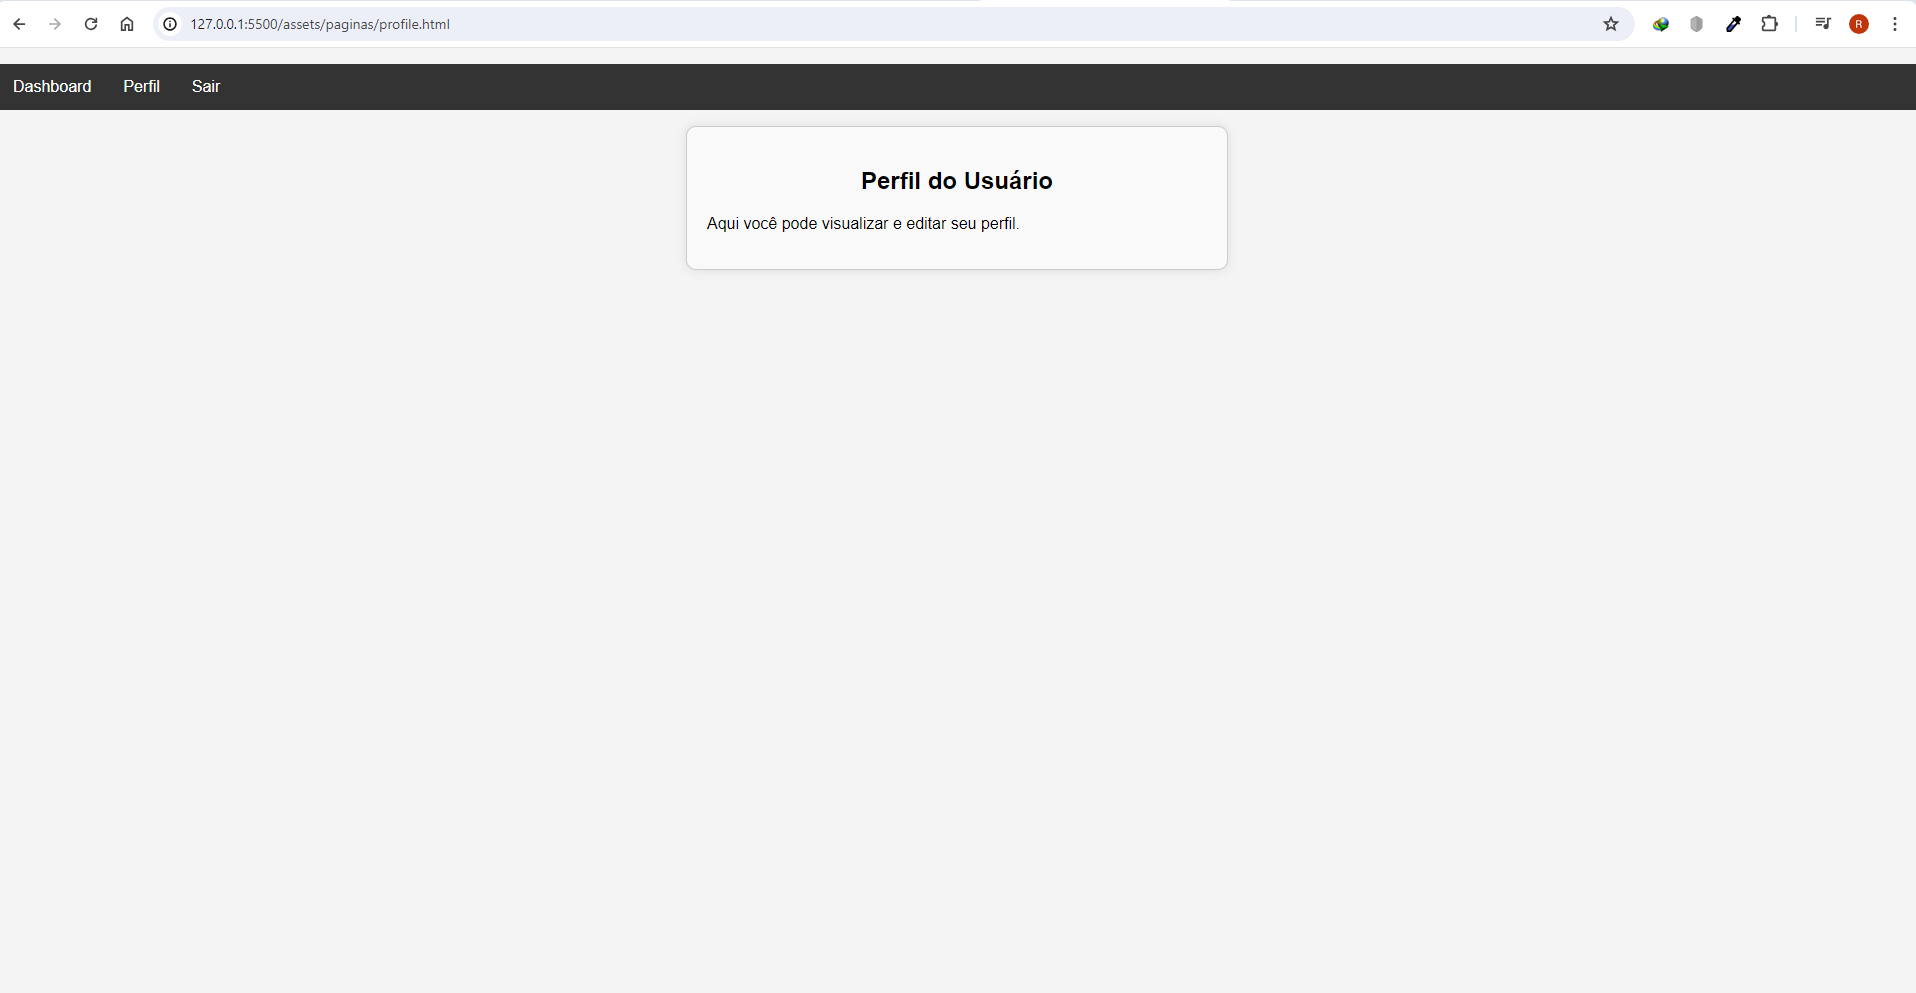 127.0.0.1:5500/assets/paginas/profile.html
R
Dashboard Perfil Sair
Perfil do Usuário
Aqui você pode visualizar e editar seu perfil.